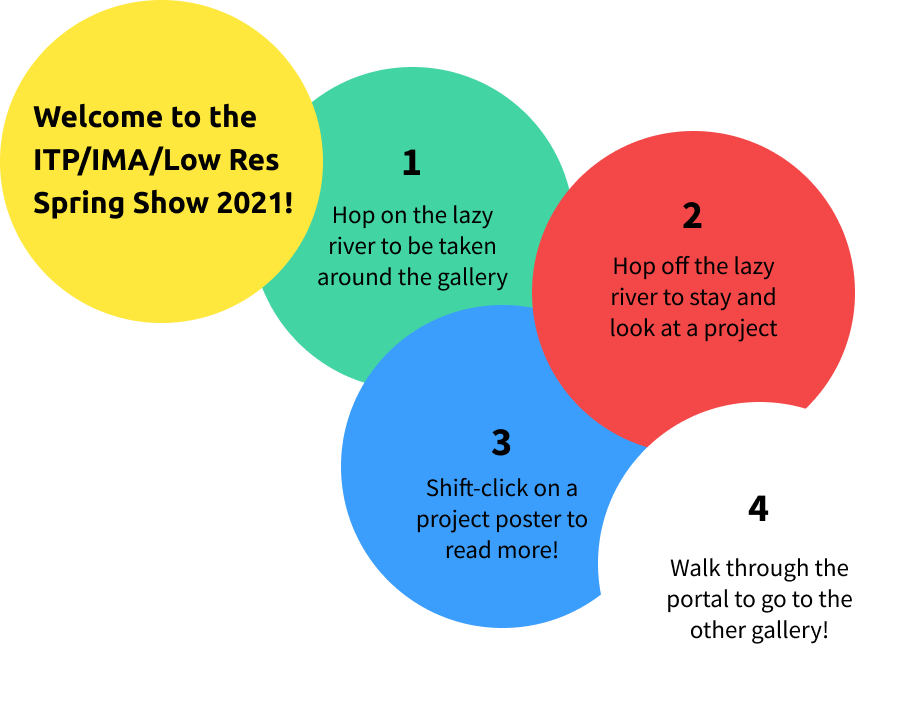 Welcome to the
ITP/IMA/Low Res
Spring Show 2021!
1
Hop on the lazy
river to be taken
around the gallery
2
Hop off the lazy
river to stay and
look at a project
3
Shift-click on a
project poster to
read more!
4
Walk through the
portal to go to the
other gallery!